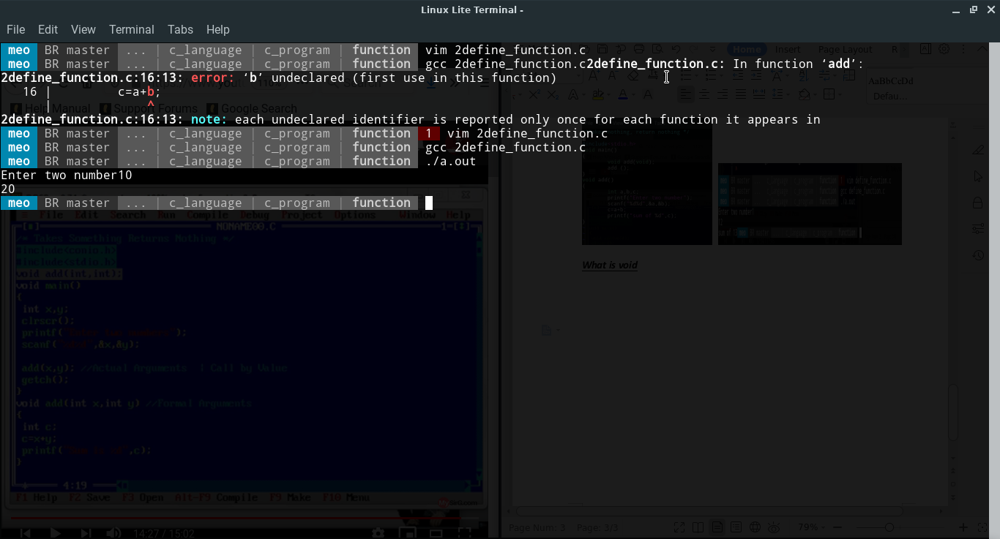 Linux Lite Terminal -
File Edit View Terminal Tabs Help
meo BR master ... | c_language | c_program | function vim 2define_function.c
meo BR master ... | c_language | c_program | function gcc 2define_function.c2define_function.c: In function ‘add’:
2define_function.c:16:13: error: ‘b’ undeclared (first use in this function)
16 | c=a+b;
| ^
2define_function.c:16:13: note: each undeclared identifier is reported only once for each function it appears in
meo BR master ... | c_language | c_program | function 1 vim 2define_function.c
meo BR master ... | c_language | c_program | function gcc 2define_function.c
meo BR master ... | c_language | c_program | function ./a.out
Enter two number10
20
meo BR master ... | c_language | c_program | function
Help Manual Support Forums Google Search
File Edit Search Run Compile Debug Project Options Window Help
NONAME00.C 1
/* Takes Something Returns Nothing */
#include<conio.h>
#include<stdio.h>
void add(int,int);
void main()
{
int x,y;
clrscr();
printf("Enter two numbers");
scanf("%d%d",&x,&y);
add(x,y); //Actual Arguments : Call by Value
getch();
}
void add(int x,int y) //Formal Arguments
{
int c;
c=x+y;
printf("Sum is %d",c);
}
4:19
F1 Help F2 Save F3 Open Alt-F9 Compile F9 Make F10 Menu
14:27 / 15:02
Home Insert Page Layout R
AaBbCcDd
Defau...
What is void
Page Num: 3 Page: 3/3 79%